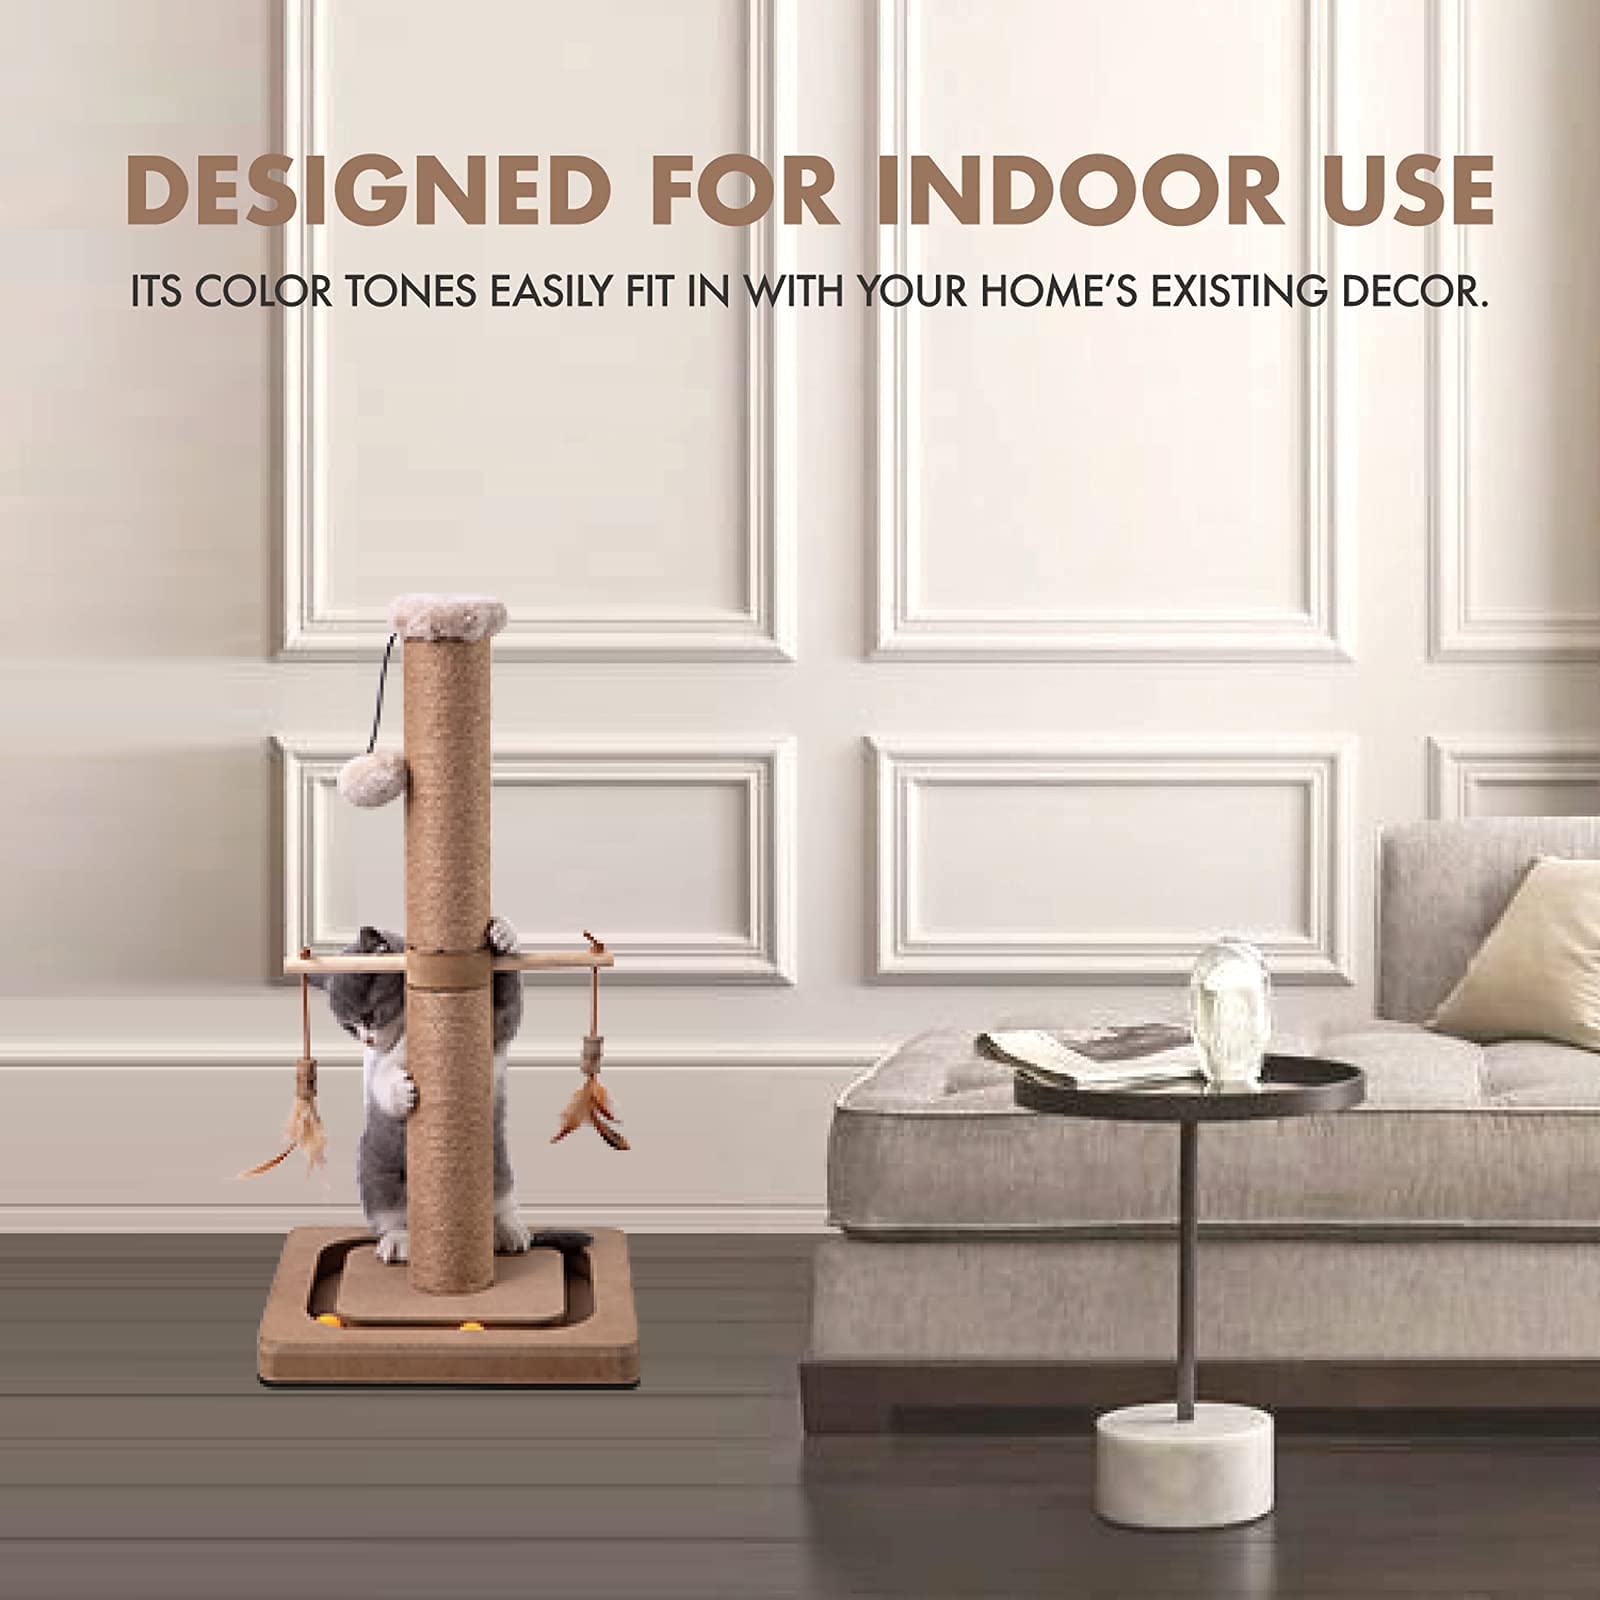 DESIGNED FOR INDOOR USE
ITS COLOR TONES EASILY FIT IN WITH YOUR HOME’S EXISTING DECOR.